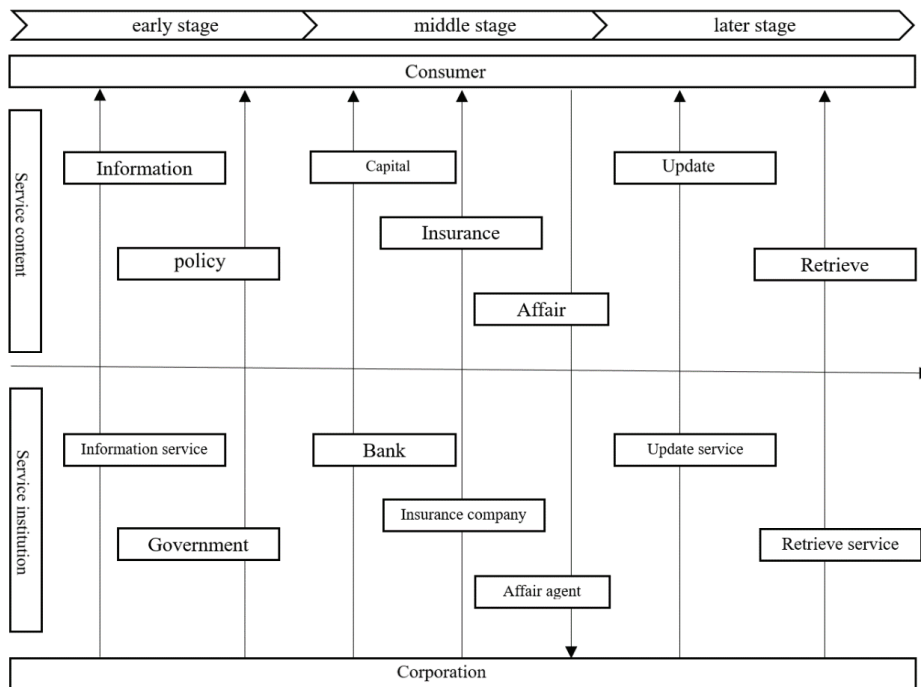 early stage
middle stage
later stage
Consumer
Service content
Information
Capital
Update
Insurance
policy
Retrieve
Affair
Service institution
Information service
Bank
Update service
Insurance company
Government
Retrieve service
Affair agent
Corporation